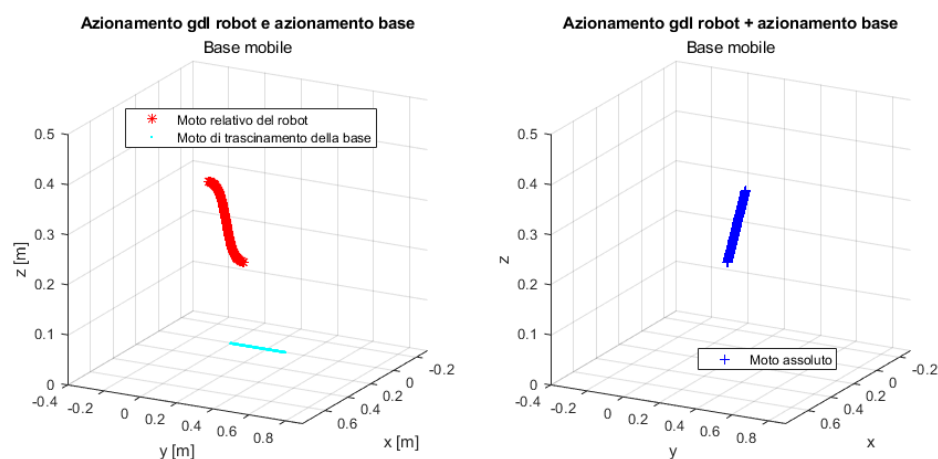 Azionamento gdl robot e azionamento base
Base mobile
Moto relativo del robot
Moto di trascinamento della base
0.5
0.4
0.3
0.2
0.1
0
z [m]
-0.4
-0.2
0
0.2
0.4
0.6
0.8
y [m]
0.6
0.4
0.2
0
-0.2
x [m]
Azionamento gdl robot + azionamento base
Base mobile
0.5
0.4
0.3
0.2
0.1
0
z
Moto assoluto
-0.4
-0.2
0
0.2
0.4
0.6
0.8
y
0.6
0.4
0.2
0
-0.2
x